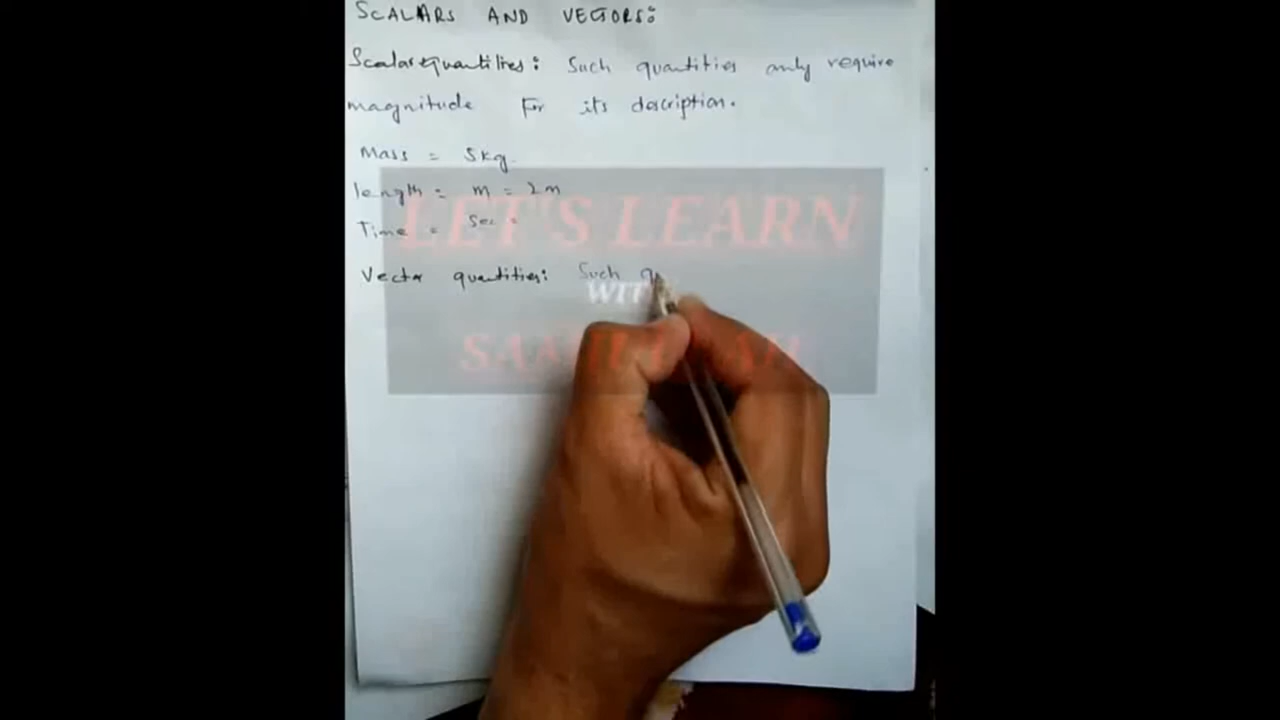 SCALARS AND VECTORS:
Scalar quantities: Such quantities only require
magnitude For its description.
Mass = 5kg
length = m = 2m
Time = Sec =
Vector quantities: Such q
LET'S LEARN
WIT